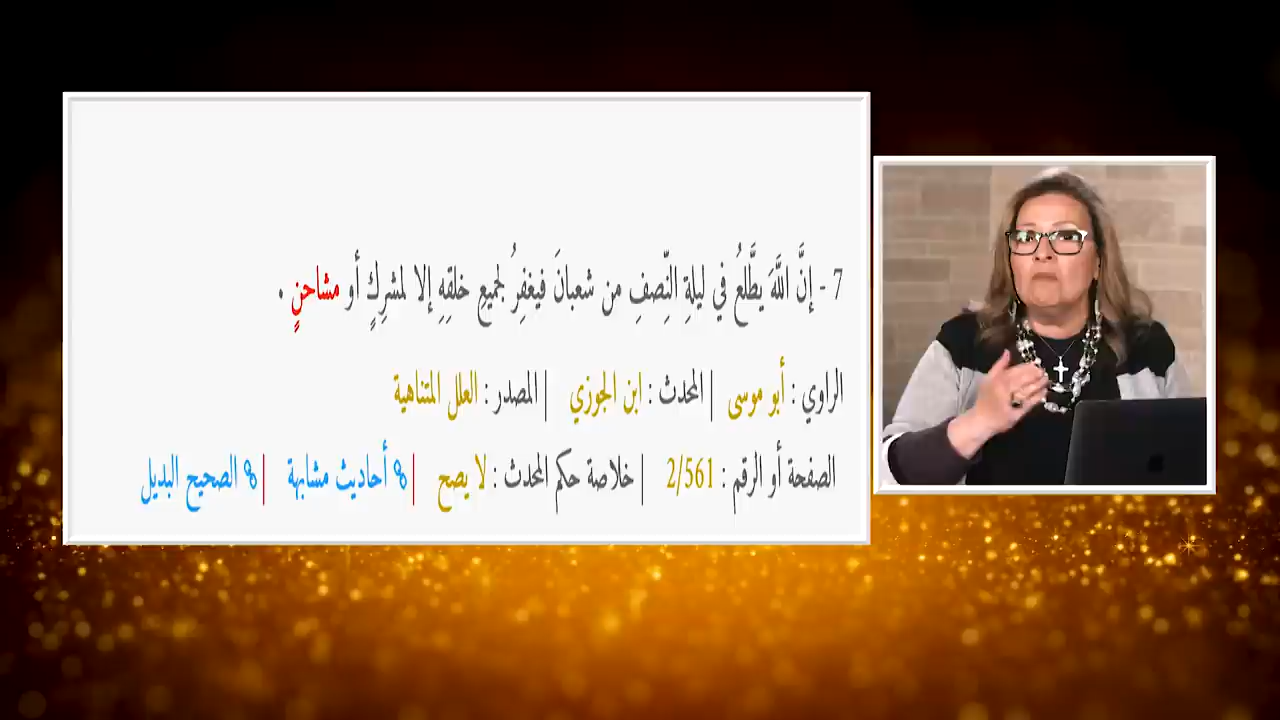 7 - إنَّ اللَّهَ يطَّلعُ في ليلةِ النِّصفِ من شعبانَ فيغفِرُ لجميعِ خلقِهِ إلا لمشرِكٍ أو مشاحنٍ .
الراوي : أبو موسى | المحدث : ابن الجوزي | المصدر : العلل المتناهية
الصفحة أو الرقم : 2/561 | خلاصة حكم المحدث : لا يصح | أحاديث مشابهة | الصحيح البديل